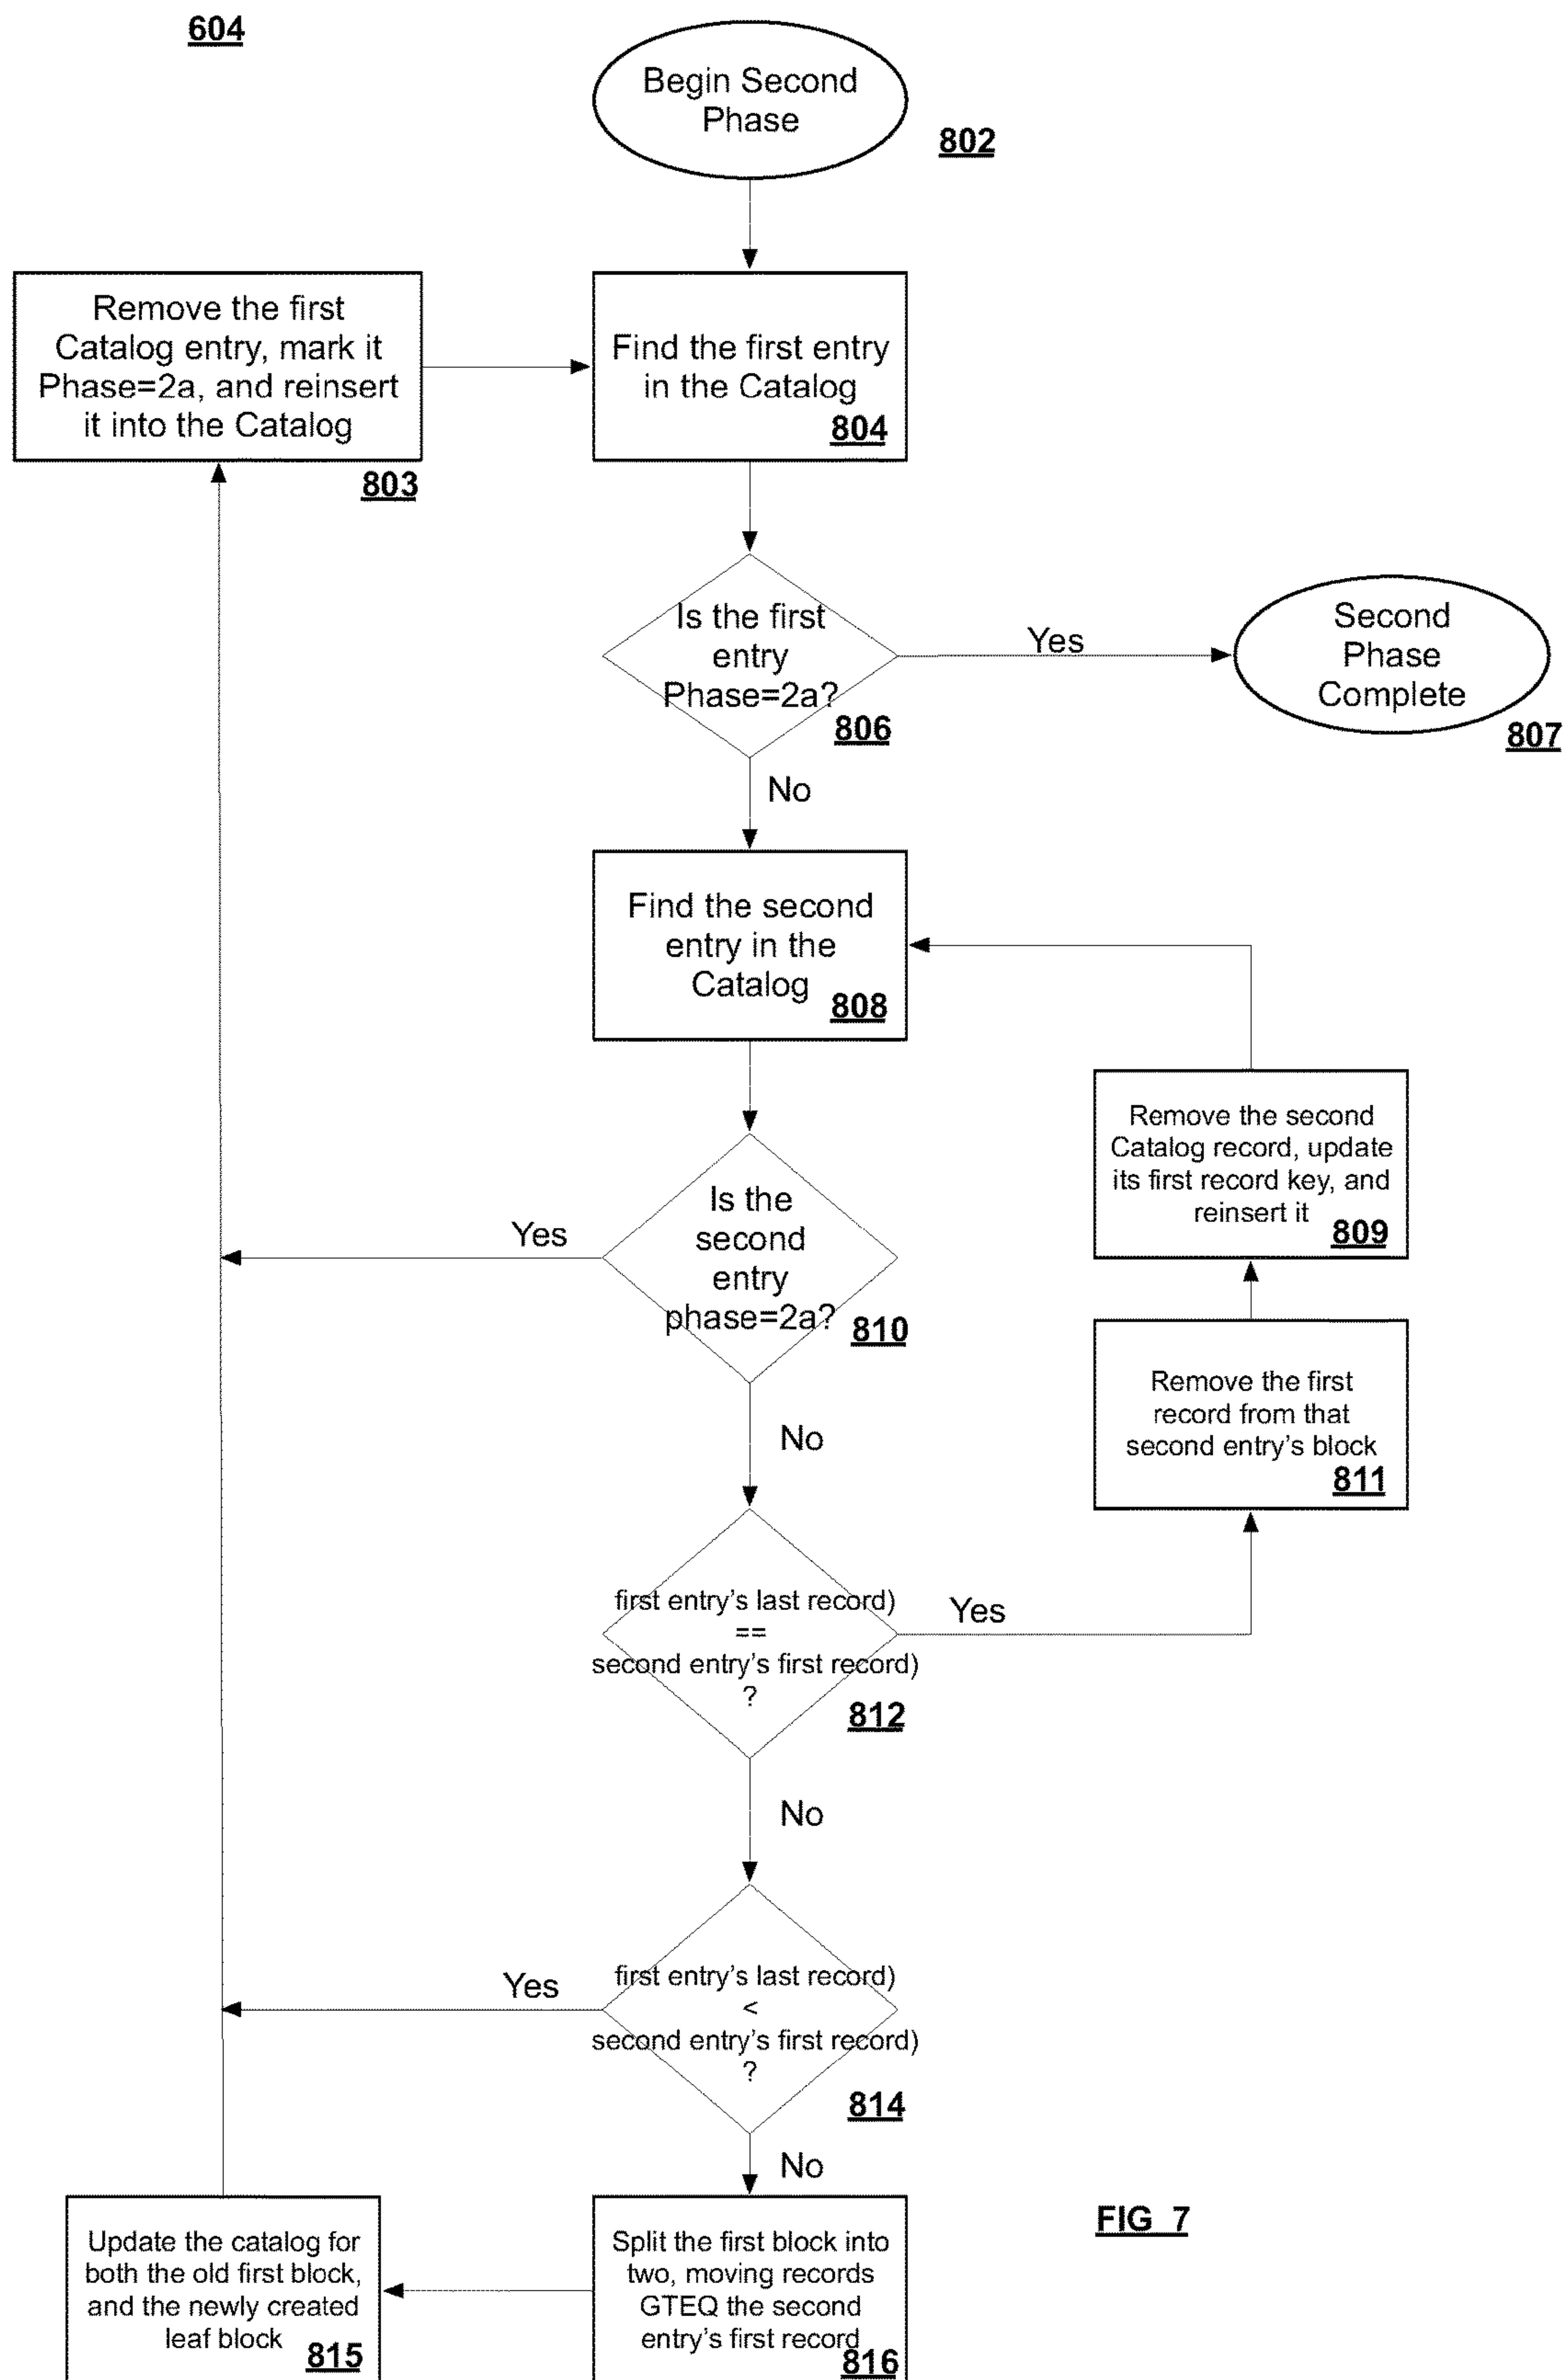 604
Begin Second
Phase
802
Remove the first
Catalog entry, mark it
Phase=2a, and reinsert
it into the Catalog
803
Find the first entry
in the Catalog
804
Is the first
entry
Phase=2a?
806
Yes
Second
Phase
Complete
807
No
Find the second
entry in the
Catalog
808
Remove the second
Catalog record, update
its first record key, and
reinsert it
809
Is the
second
entry
phase=2a?
810
Yes
No
Remove the first
record from that
second entry's block
811
first entry's last record)
==
second entry's first record)
?
812
Yes
No
first entry's last record)
<
second entry's first record)
?
814
Yes
No
Update the catalog for
both the old first block,
and the newly created
leaf block
815
Split the first block into
two, moving records
GTEQ the second
entry's first record
816
FIG 7